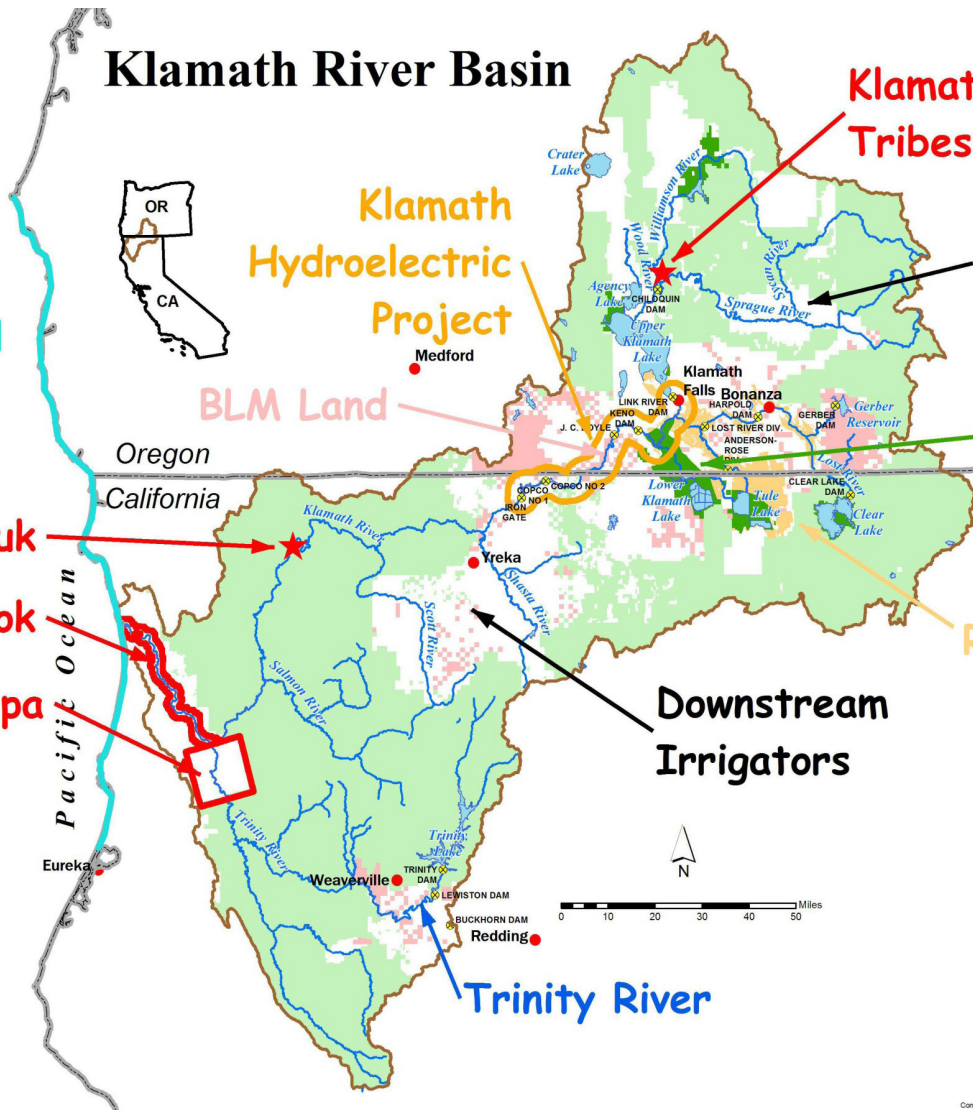 Klamath River Basin
Klamat
Tribes
Crater
Lake
Williamson River
Wood River
OR
CA
Klamath
Hydroelectric
Project
Agency
Lake
CHILOQUIN
DAM
Sycan River
Sprague River
Upper
Klamath
Lake
Medford
Klamath
Falls
Bonanza
BLM Land
LINK RIVER
DAM
HARPOLD
DAM
GERBER
DAM
Gerber
Reservoir
KENO
DAM
J. C. BOYLE
LOST RIVER DIV.
ANDERSON-
ROSE
DIV.
Lost River
Oregon
California
CLEAR LAKE
DAM
COPCO
NO 1
COPCO NO 2
IRON
GATE
Lower
Klamath
Lake
Tule
Lake
Clear
Lake
Klamath River
uk
Yreka
Shasta River
Scott River
ok
R
Salmon River
pa
Pacific Ocean
Downstream
Irrigators
Trinity River
Trinity
Lake
N
Eureka
Weaverville
TRINITY
DAM
LEWISTON DAM
BUCKHORN DAM
Redding
0 5 10 20 30 40 50 Miles
Trinity River
Con